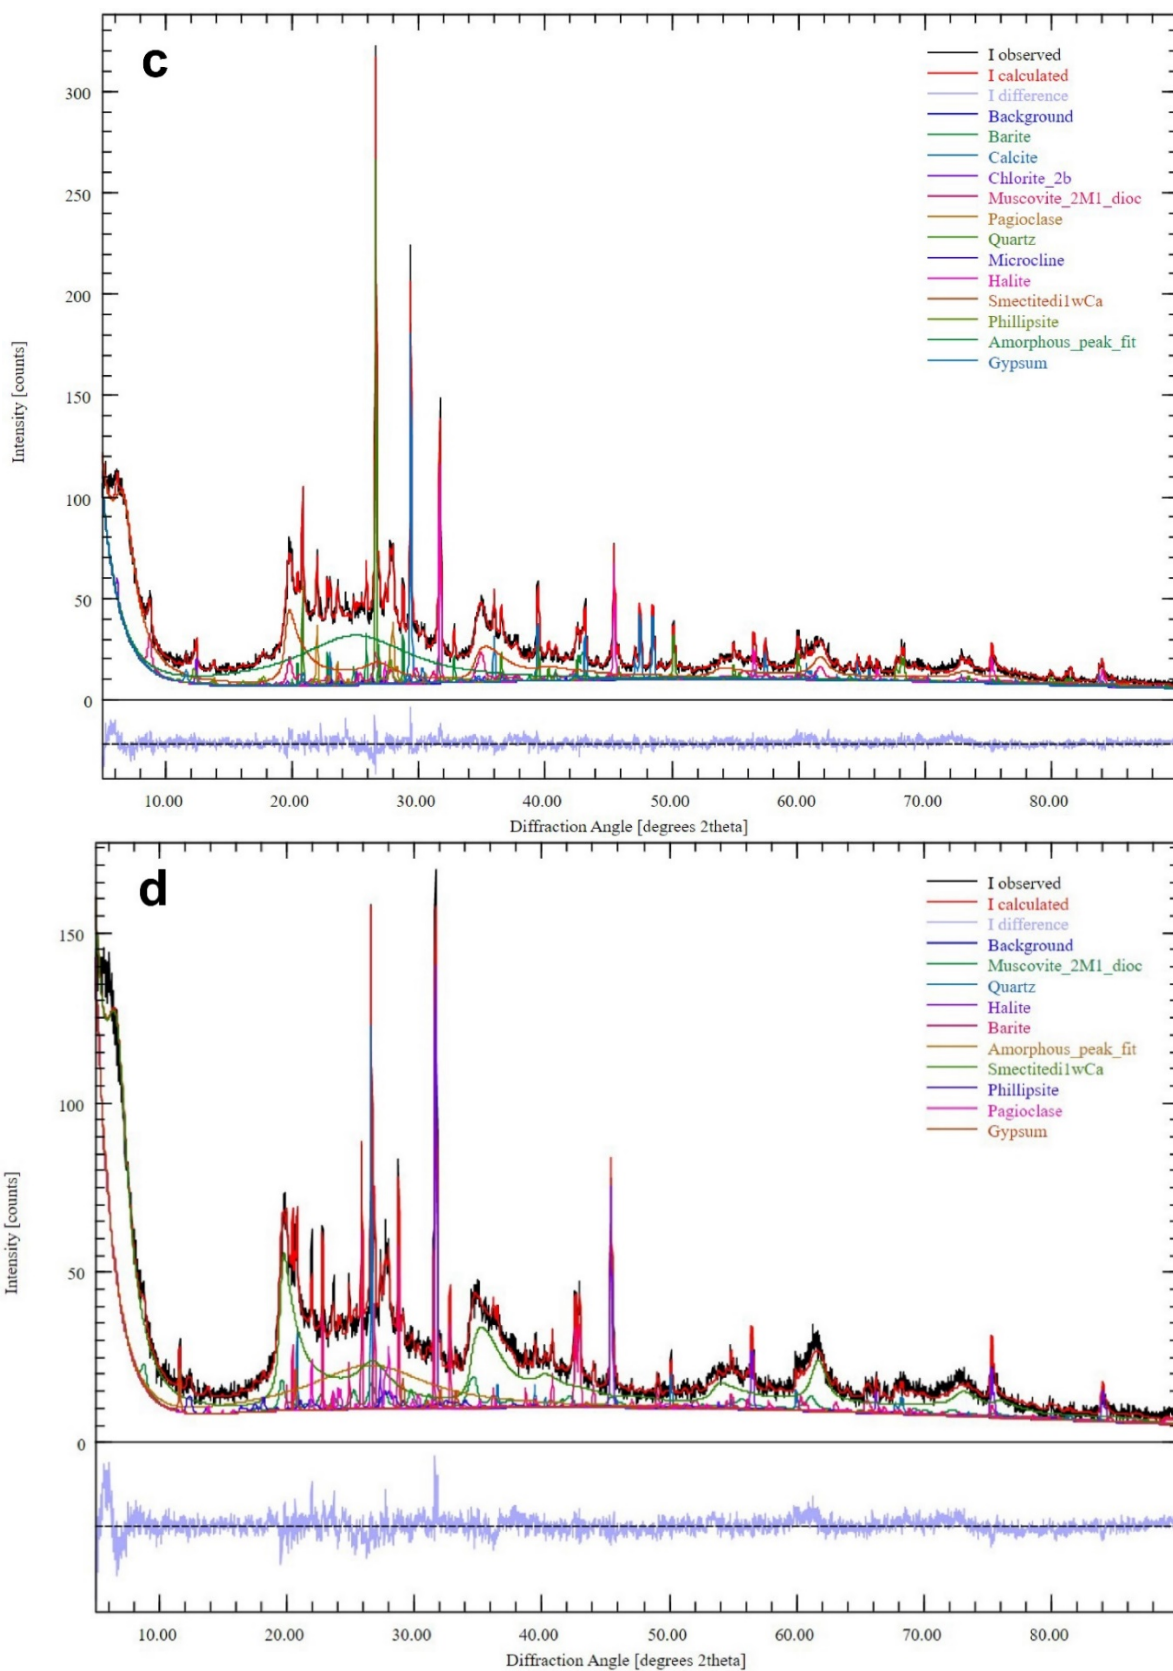 c
I observed
I calculated
I difference
Background
Barite
Calcite
Chlorite_2b
Muscovite_2M1_dioc
Pagioclase
Quartz
Microcline
Halite
Smectitedi1wCa
Phillipsite
Amorphous_peak_fit
Gypsum
300
250
200
150
100
50
0
Intensity [counts]
10.00 20.00 30.00 40.00 50.00 60.00 70.00 80.00
Diffraction Angle [degrees 2theta]
d
I observed
I calculated
I difference
Background
Muscovite_2M1_dioc
Quartz
Halite
Barite
Amorphous_peak_fit
Smectitedi1wCa
Phillipsite
Pagioclase
Gypsum
150
100
50
0
Intensity [counts]
10.00 20.00 30.00 40.00 50.00 60.00 70.00 80.00
Diffraction Angle [degrees 2theta]